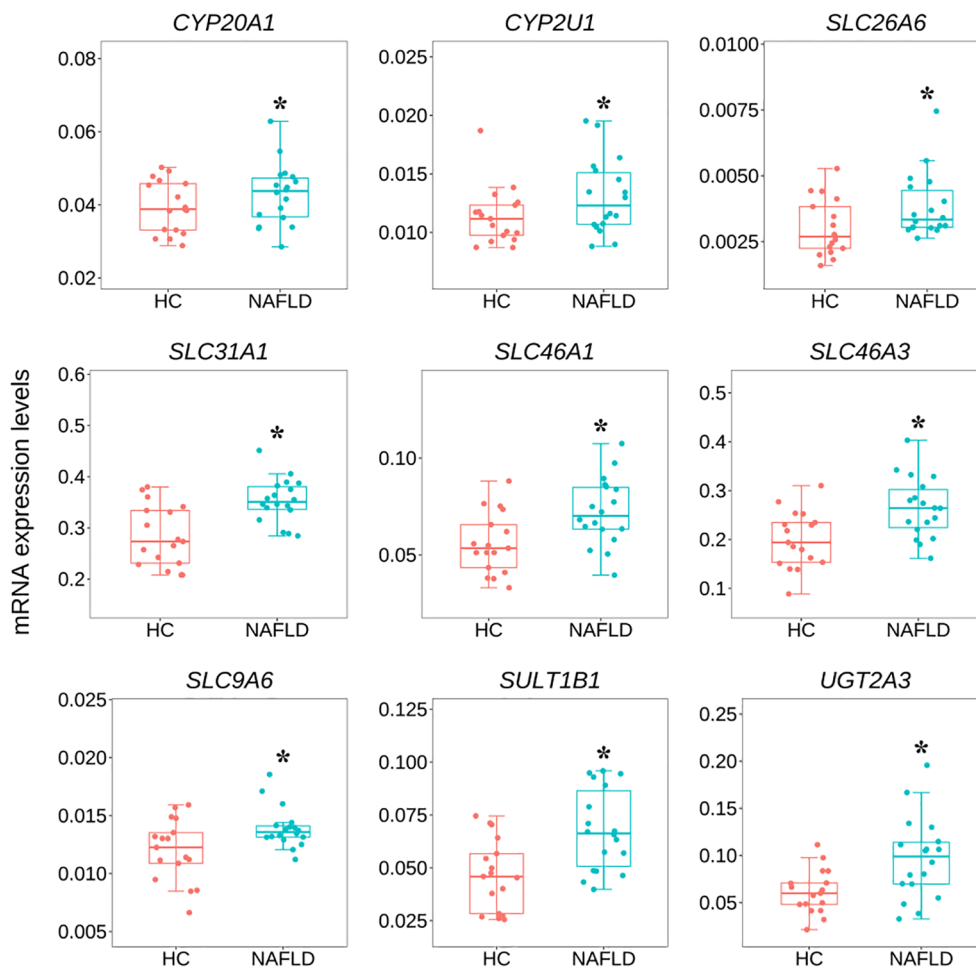 CYP20A1 CYP2U1 SLC26A6
0.08 0.025 0.0100
* * *
0.06 0.020 0.0075
0.04 0.015 0.0050
0.02 0.010 0.0025
HC NAFLD HC NAFLD HC NAFLD
mRNA expression levels
SLC31A1 SLC46A1 SLC46A3
0.6 0.10 0.5
* * *
0.5 0.05 0.4
0.4 0.3
0.3 0.2
0.2 0.1
HC NAFLD HC NAFLD HC NAFLD
SLC9A6 SULT1B1 UGT2A3
0.025 0.125 0.25
* * *
0.020 0.100 0.20
0.015 0.075 0.15
0.010 0.050 0.10
0.005 0.025 0.05
HC NAFLD HC NAFLD HC NAFLD